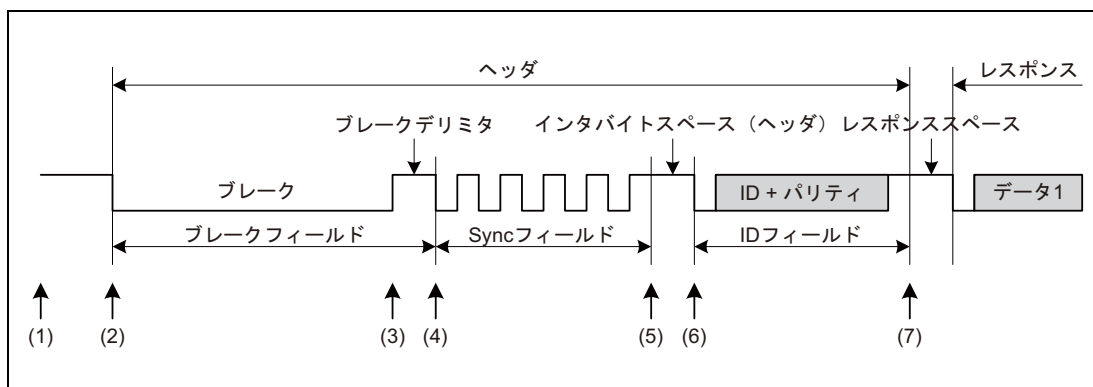 ヘッダ
レスポンス
ブレークデリミタ
インタバイトスペース（ヘッダ）
レスポンススペース
ブレーク
ID + パリティ
データ1
ブレークフィールド
Syncフィールド
IDフィールド
(1)
(2)
(3)
(4)
(5)
(6)
(7)